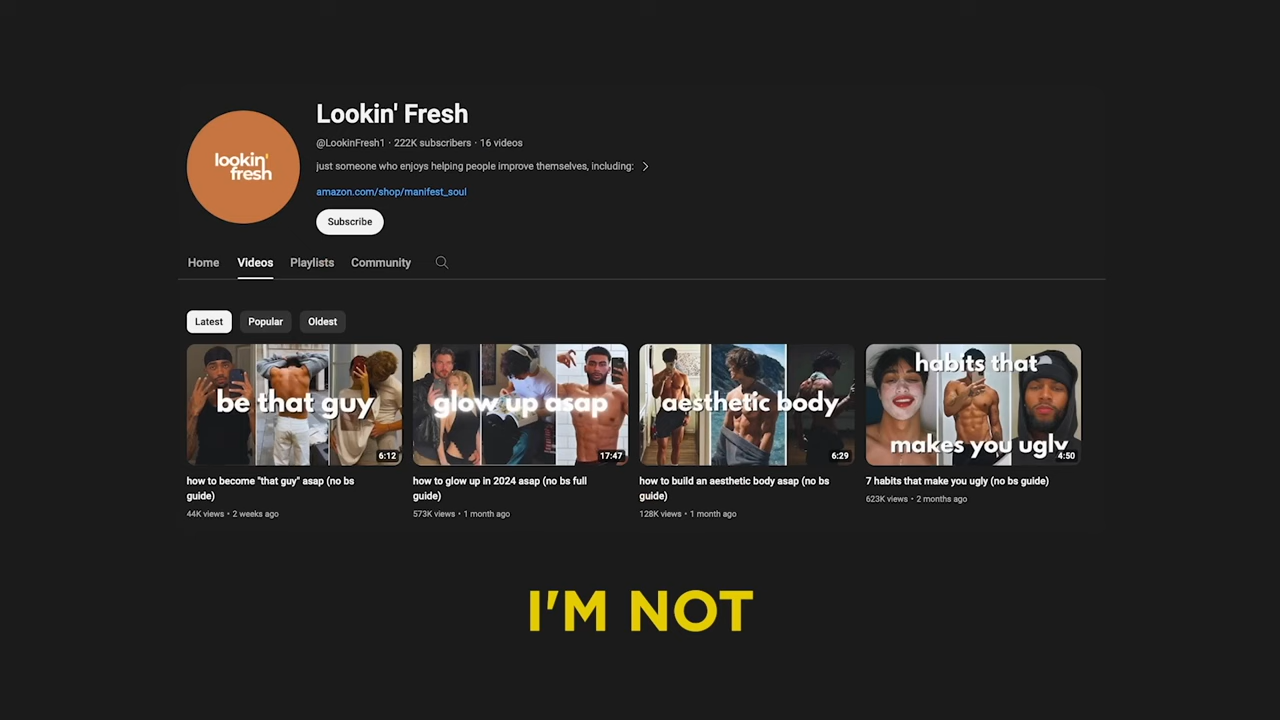 lookin'
fresh
Lookin' Fresh
@LookinFresh1 · 222K subscribers · 16 videos
just someone who enjoys helping people improve themselves, including:
amazon.com/shop/manifest_soul
Subscribe
Home Videos Playlists Community
Latest Popular Oldest
be that guy
6:12
glow up asap
17:47
aesthetic body
6:29
habits that
makes you ugly
4:50
how to become "that guy" asap (no bs
guide)
44K views • 2 weeks ago
how to glow up in 2024 asap (no bs full
guide)
573K views • 1 month ago
how to build an aesthetic body asap (no bs
guide)
128K views • 1 month ago
7 habits that make you ugly (no bs guide)
623K views • 2 months ago
I'M NOT